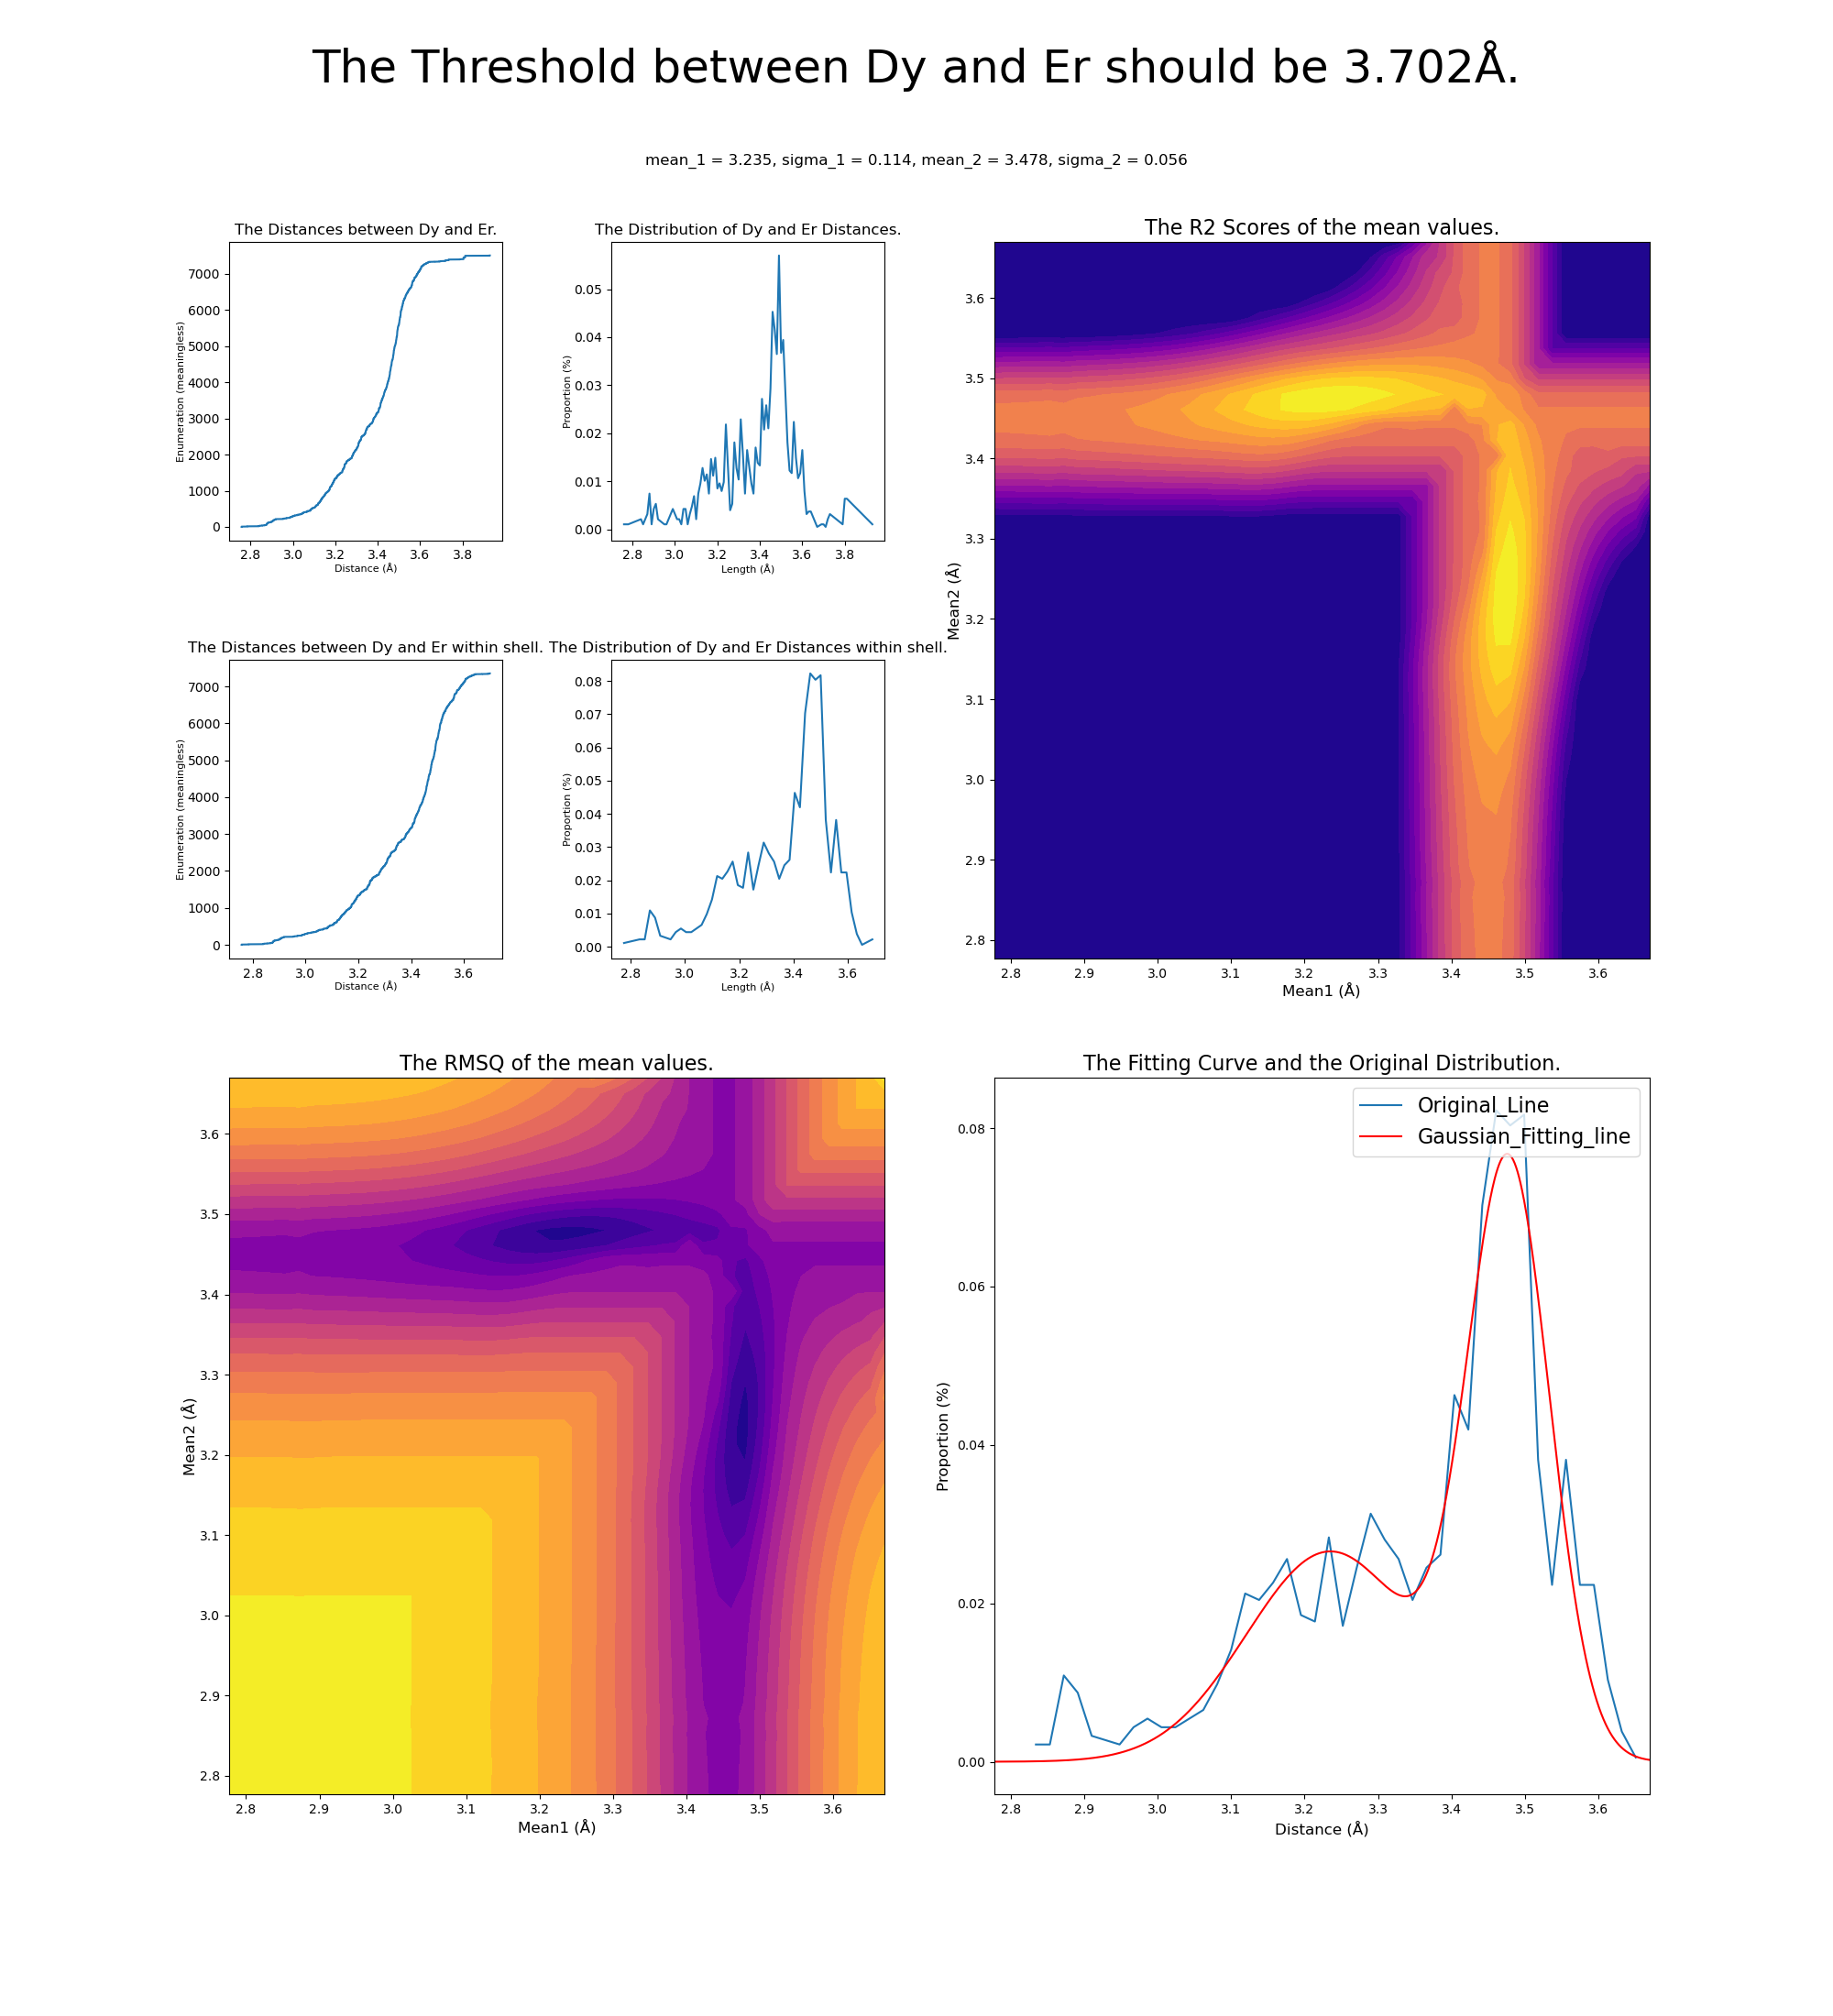 The Threshold between Dy and Er should be 3.702Å.
mean_1 = 3.235, sigma_1 = 0.114, mean_2 = 3.478, sigma_2 = 0.056
The Distances between Dy and Er.
Enumeration (meaningless)
7000
6000
5000
4000
3000
2000
1000
0
2.8 3.0 3.2 3.4 3.6 3.8
Distance (Å)
The Distribution of Dy and Er Distances.
Proportion (%)
0.05
0.04
0.03
0.02
0.01
0.00
2.8 3.0 3.2 3.4 3.6 3.8
Length (Å)
The R2 Scores of the mean values.
Mean2 (Å)
3.6
3.5
3.4
3.3
3.2
3.1
3.0
2.9
2.8
2.8 2.9 3.0 3.1 3.2 3.3 3.4 3.5 3.6
Mean1 (Å)
The Distances between Dy and Er within shell.
Enumeration (meaningless)
7000
6000
5000
4000
3000
2000
1000
0
2.8 3.0 3.2 3.4 3.6
Distance (Å)
The Distribution of Dy and Er Distances within shell.
Proportion (%)
0.08
0.07
0.06
0.05
0.04
0.03
0.02
0.01
0.00
2.8 3.0 3.2 3.4 3.6
Length (Å)
The RMSQ of the mean values.
Mean2 (Å)
3.6
3.5
3.4
3.3
3.2
3.1
3.0
2.9
2.8
2.8 2.9 3.0 3.1 3.2 3.3 3.4 3.5 3.6
Mean1 (Å)
The Fitting Curve and the Original Distribution.
Original_Line
Gaussian_Fitting_line
Proportion (%)
0.08
0.06
0.04
0.02
0.00
2.8 2.9 3.0 3.1 3.2 3.3 3.4 3.5 3.6
Distance (Å)